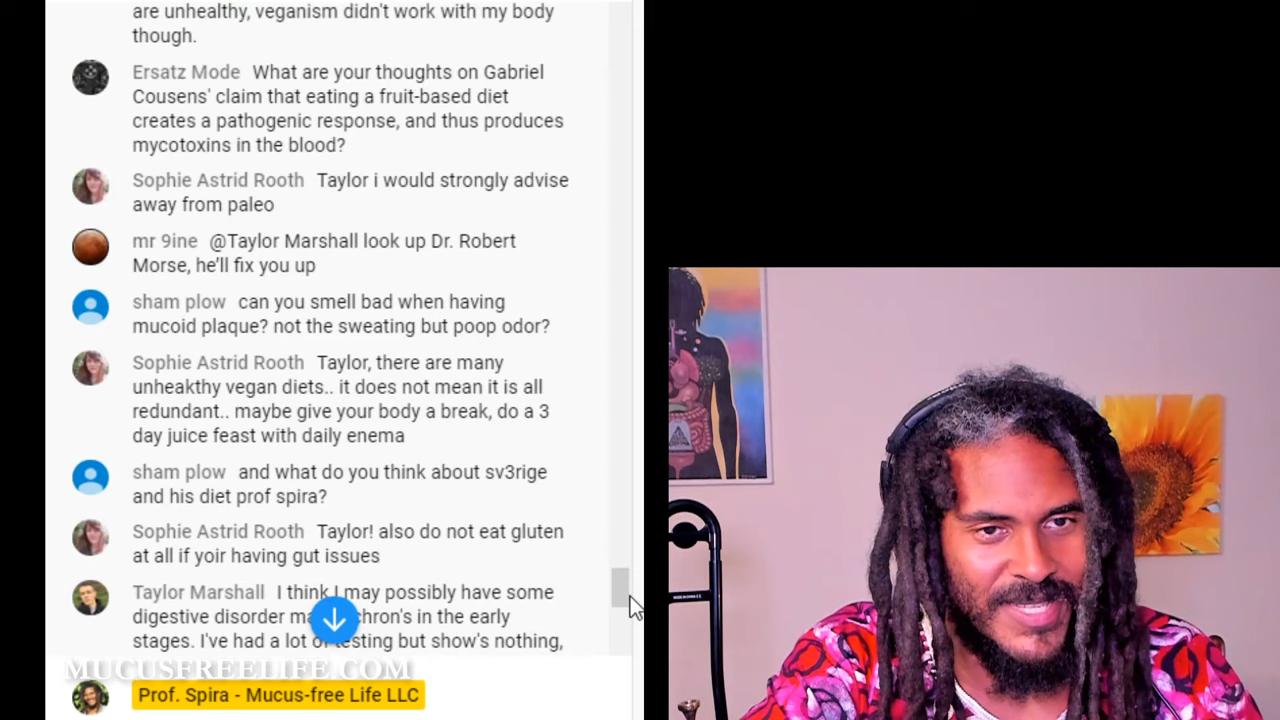 are unhealthy, veganism didn't work with my body
though.
Ersatz Mode What are your thoughts on Gabriel
Cousens' claim that eating a fruit-based diet
creates a pathogenic response, and thus produces
mycotoxins in the blood?
Sophie Astrid Rooth Taylor i would strongly advise
away from paleo
mr 9ine @Taylor Marshall look up Dr. Robert
Morse, he'll fix you up
sham plow can you smell bad when having
mucoid plaque? not the sweating but poop odor?
Sophie Astrid Rooth Taylor, there are many
unheakthy vegan diets.. it does not mean it is all
redundant.. maybe give your body a break, do a 3
day juice feast with daily enema
sham plow and what do you think about sv3rige
and his diet prof spira?
Sophie Astrid Rooth Taylor! also do not eat gluten
at all if yoir having gut issues
Taylor Marshall I think I may possibly have some
digestive disorder chron's in the early
stages. I've had a lot of testing but show's nothing,
MUCUSFREELIFE.COM
Prof. Spira - Mucus-free Life LLC